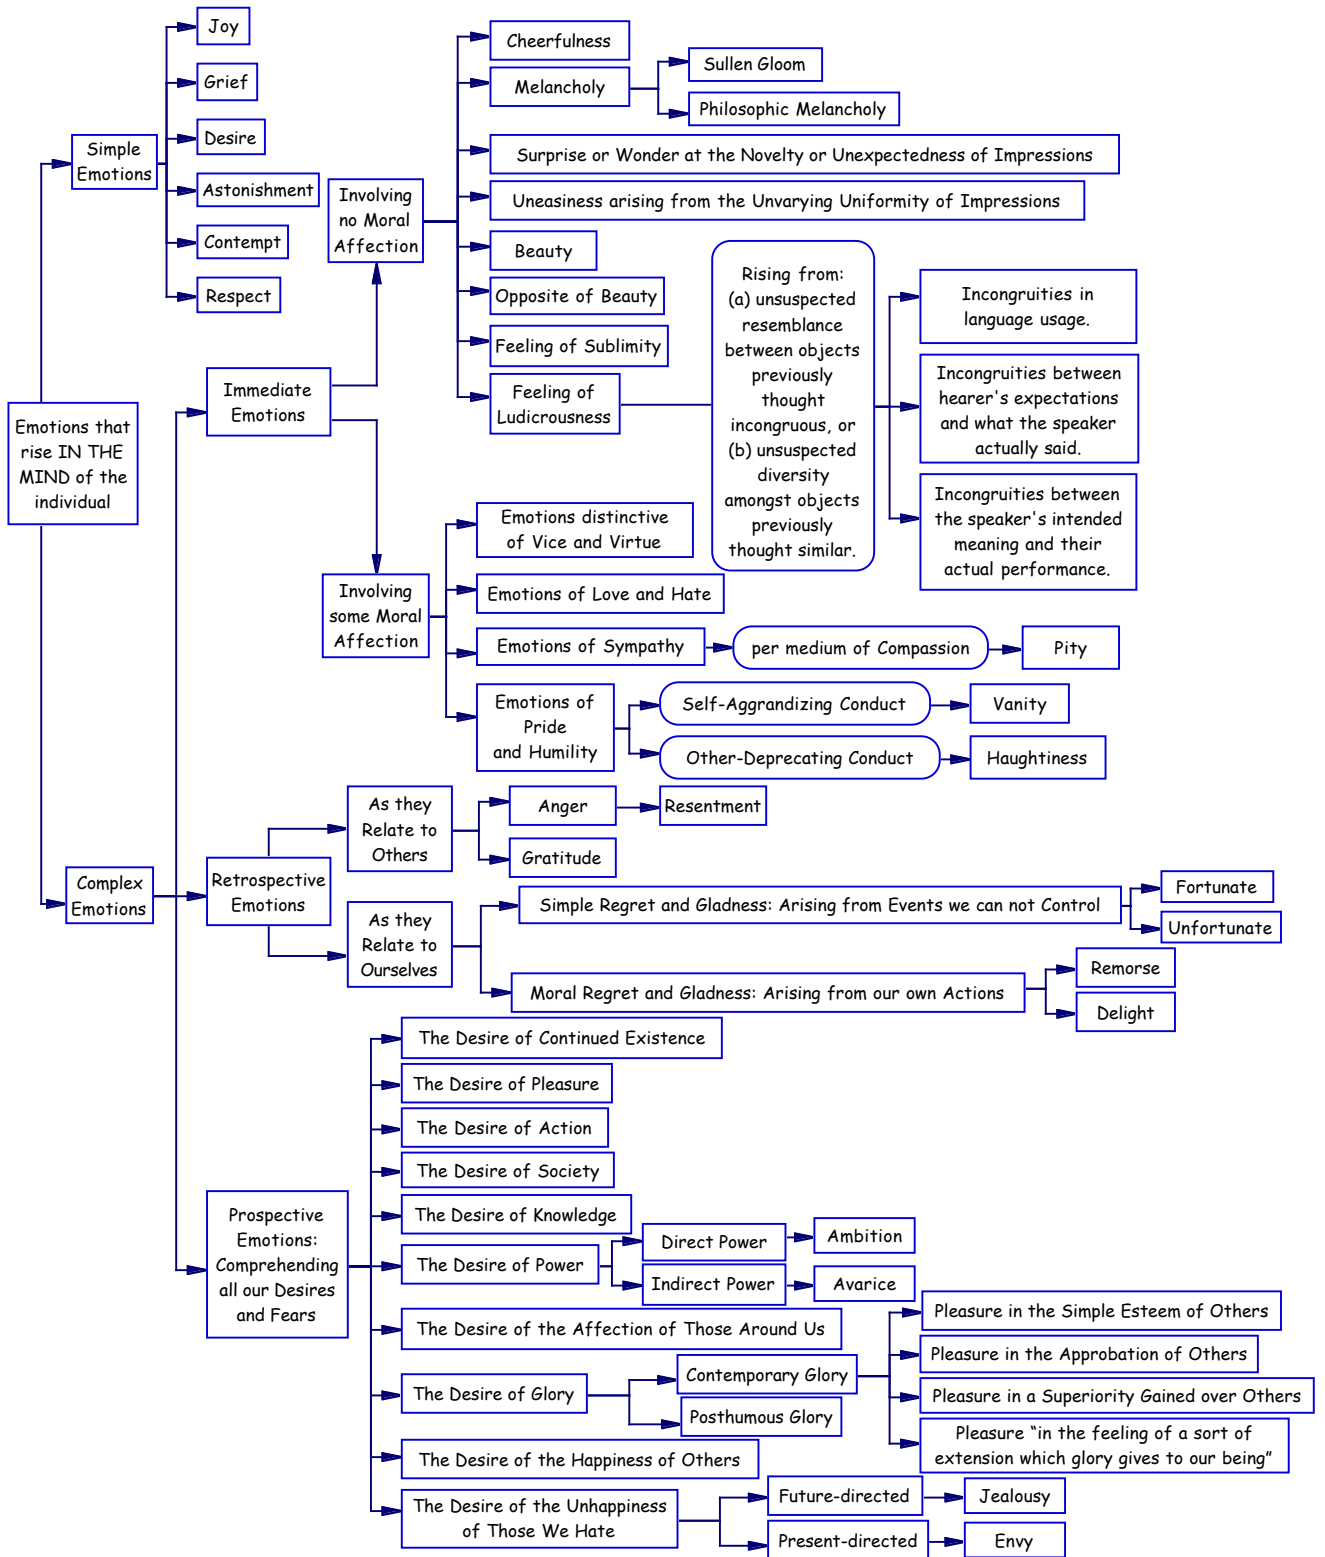 Emotions that
rise IN THE
MIND of the
individual
Simple
Emotions
Joy
Grief
Desire
Astonishment
Contempt
Respect
Complex
Emotions
Immediate
Emotions
Involving
no Moral
Affection
Cheerfulness
Melancholy
Sullen Gloom
Philosophic Melancholy
Surprise or Wonder at the Novelty or Unexpectedness of Impressions
Uneasiness arising from the Unvarying Uniformity of Impressions
Beauty
Opposite of Beauty
Feeling of Sublimity
Feeling of
Ludicrousness
Rising from:
(a) unsuspected
resemblance
between objects
previously
thought
incongruous, or
(b) unsuspected
diversity
amongst objects
previously
thought similar.
Incongruities in
language usage.
Incongruities between
hearer's expectations
and what the speaker
actually said.
Incongruities between
the speaker's intended
meaning and their
actual performance.
Involving
some Moral
Affection
Emotions distinctive
of Vice and Virtue
Emotions of Love and Hate
Emotions of Sympathy
per medium of Compassion
Pity
Emotions of
Pride
and Humility
Self-Aggrandizing Conduct
Vanity
Other-Deprecating Conduct
Haughtiness
Retrospective
Emotions
As they
Relate to
Others
Anger
Resentment
Gratitude
As they
Relate to
Ourselves
Simple Regret and Gladness: Arising from Events we can not Control
Fortunate
Unfortunate
Moral Regret and Gladness: Arising from our own Actions
Remorse
Delight
Prospective
Emotions:
Comprehending
all our Desires
and Fears
The Desire of Continued Existence
The Desire of Pleasure
The Desire of Action
The Desire of Society
The Desire of Knowledge
The Desire of Power
Direct Power
Ambition
Indirect Power
Avarice
The Desire of the Affection of Those Around Us
The Desire of Glory
Contemporary Glory
Pleasure in the Simple Esteem of Others
Pleasure in the Approbation of Others
Pleasure in a Superiority Gained over Others
Pleasure “in the feeling of a sort of
extension which glory gives to our being”
Posthumous Glory
The Desire of the Happiness of Others
The Desire of the Unhappiness
of Those We Hate
Future-directed
Jealousy
Present-directed
Envy